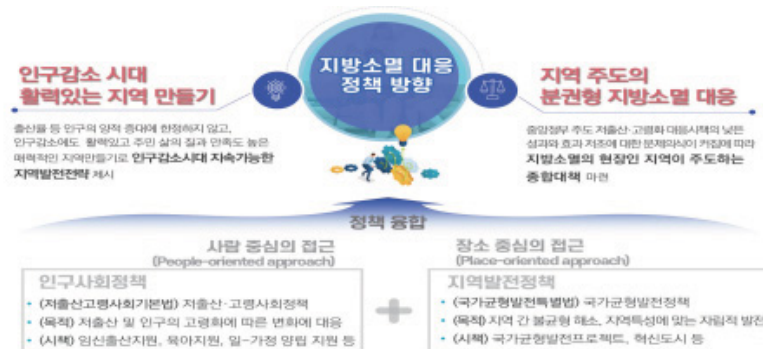 지방소멸 대응
정책 방향
인구감소 시대
활력있는 지역 만들기
출산율 등 인구의 양적 증대에 한정하지 않고,
인구감소에도 활력있고 주민 삶의 질과 만족도 높은
매력적인 지역만들기로 인구감소시대 지속가능한
지역발전전략 제시
지역 주도의
분권형 지방소멸 대응
중앙정부 주도 저출산·고령화 대응시책의 낮은
성과와 효과 저조에 대한 문제의식이 커짐에 따라
지방소멸의 현장인 지역이 주도하는
종합대책 마련
정책 융합
사람 중심의 접근
(People-oriented approach)
인구사회정책
• (저출산고령사회기본법) 저출산·고령사회정책
• (목적) 저출산 및 인구의 고령화에 따른 변화에 대응
• (시책) 임신출산지원, 육아지원, 일-가정 양립 지원 등
장소 중심의 접근
(Place-oriented approach)
지역발전정책
• (국가균형발전특별법) 국가균형발전정책
• (목적) 지역 간 불균형 해소, 지역특성에 맞는 자립적 발전
• (시책) 국가균형발전프로젝트, 혁신도시 등